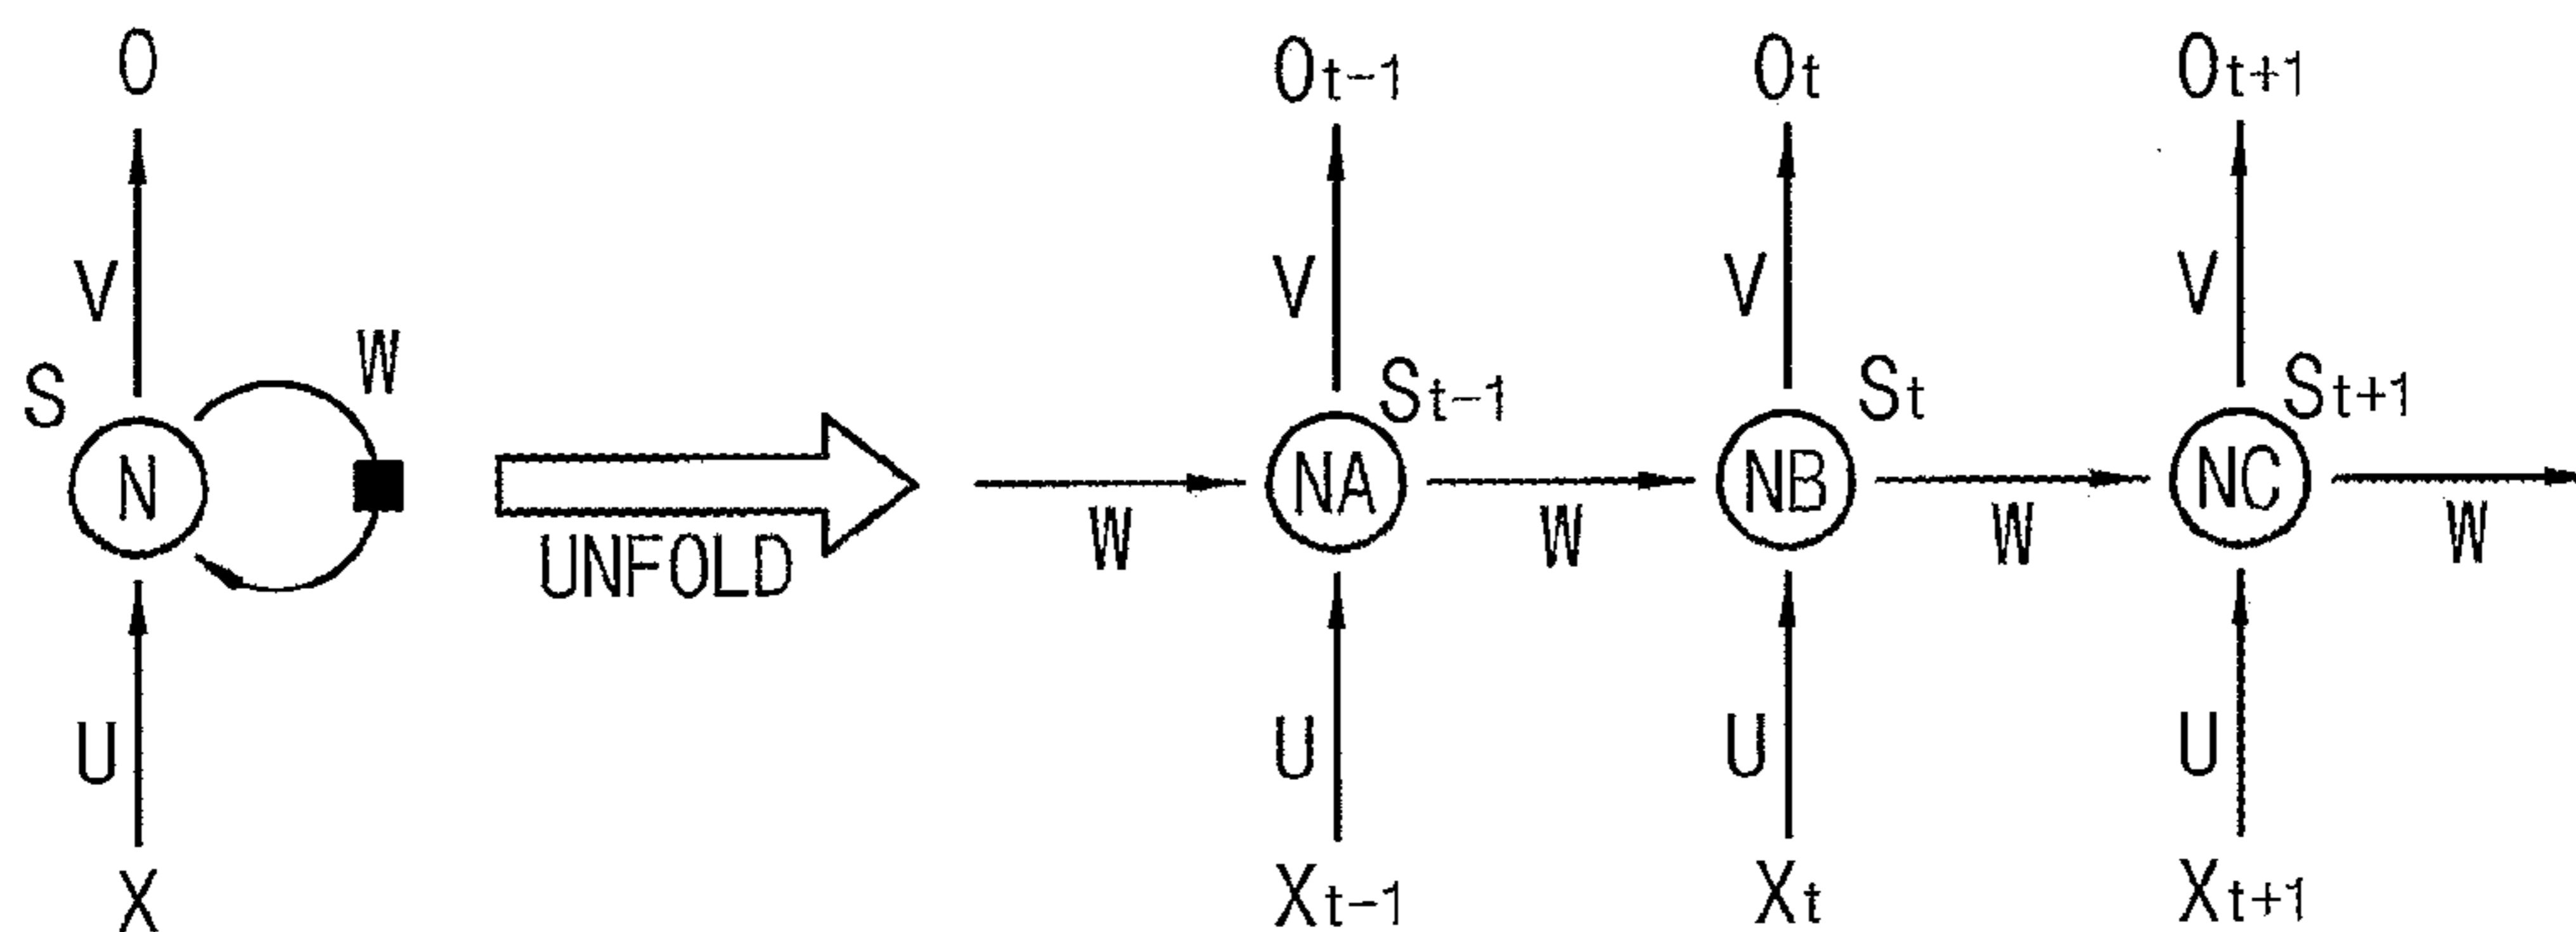 O Ot-1 Ot Ot+1
V V V V
S W St-1 St St+1
N NA NB NC
UNFOLD W W W W
U U U U
X Xt-1 Xt Xt+1